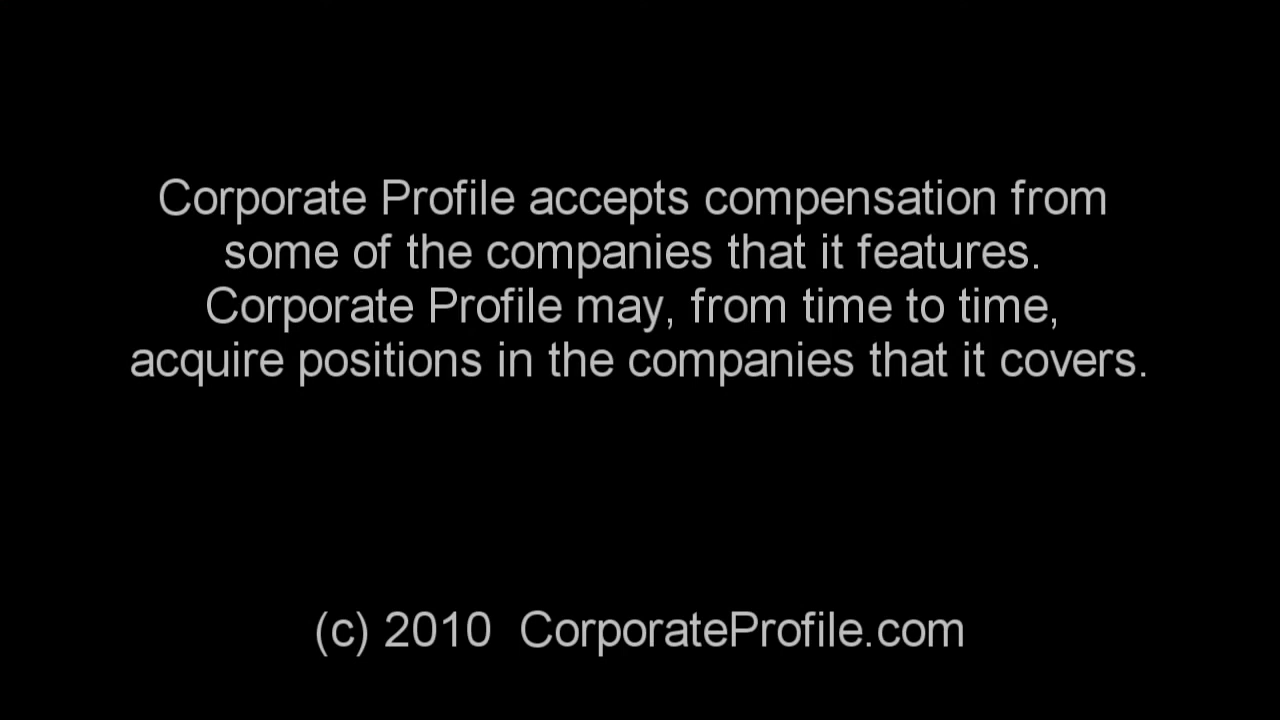 Corporate Profile accepts compensation from
some of the companies that it features.
Corporate Profile may, from time to time,
acquire positions in the companies that it covers.
(c) 2010  CorporateProfile.com